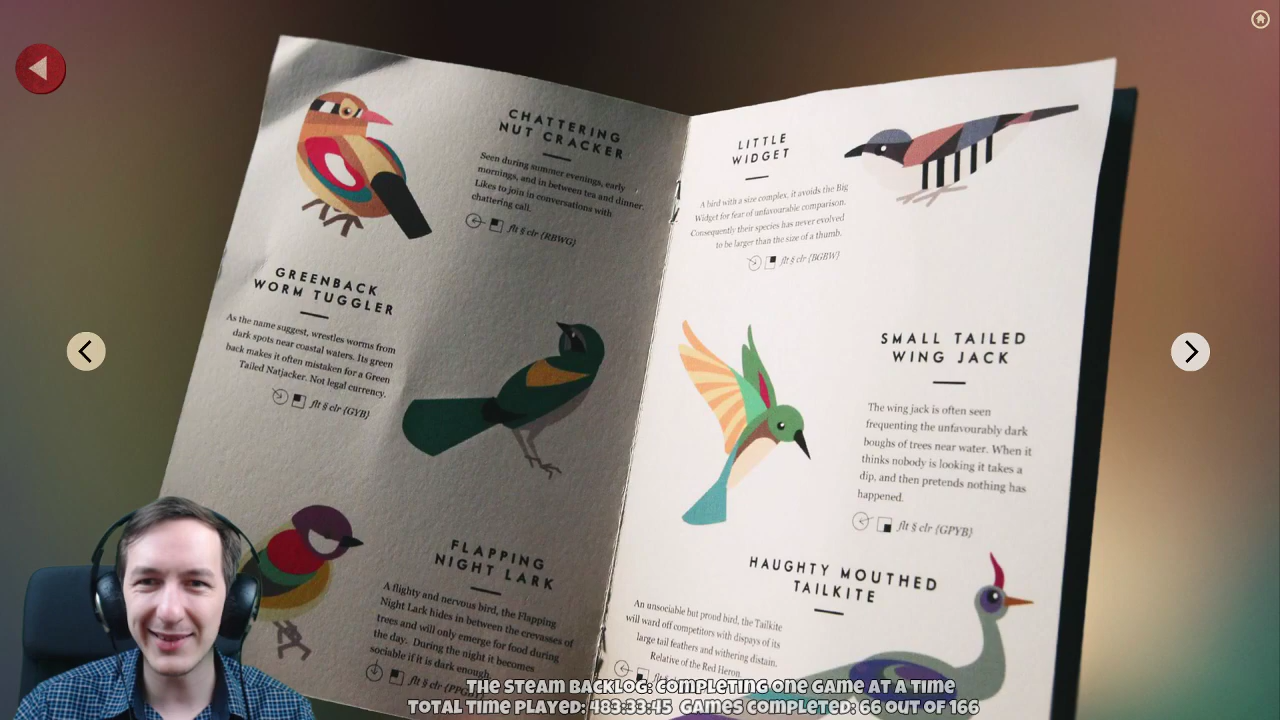 CHATTERING
NUT CRACKER
Seen during summer evenings, early
mornings, and in between tea and dinner.
Likes to join in conversations with
chattering call.
flt § clr {RBWG}
GREENBACK
WORM TUGGLER
As the name suggest, wrestles worms from
dark spots near coastal waters. Its green
back makes it often mistaken for a Green
Tailed Natjacker. Not legal currency.
flt § clr {GYB}
FLAPPING
NIGHT LARK
A flighty and nervous bird, the Flapping
Night Lark hides in between the crevasses of
trees and will only emerge for food during
the day. During the night it becomes
sociable if it is dark enough.
flt § clr
LITTLE
WIDGET
A bird with a size complex, it avoids the Big
Widget for fear of unfavourable comparison.
Consequently their species has never evolved
to be larger than the size of a thumb.
flt § clr {BGBW}
SMALL TAILED
WING JACK
The wing jack is often seen
frequenting the unfavourably dark
boughs of trees near water. When it
thinks nobody is looking it takes a
dip, and then pretends nothing has
happened.
flt § clr {GPYB}
HAUGHTY MOUTHED
TAILKITE
An unsociable but proud bird, the Tailkite
will ward off competitors with dispays of its
large tail feathers and withering distain.
Relative of the Red Heron.
THE STEAM BACKLOG: COMPLETING ONE GAME AT A TIME
TOTAL TIME PLAYED: 483:33:45 GAMES COMPLETED: 66 OUT OF 166